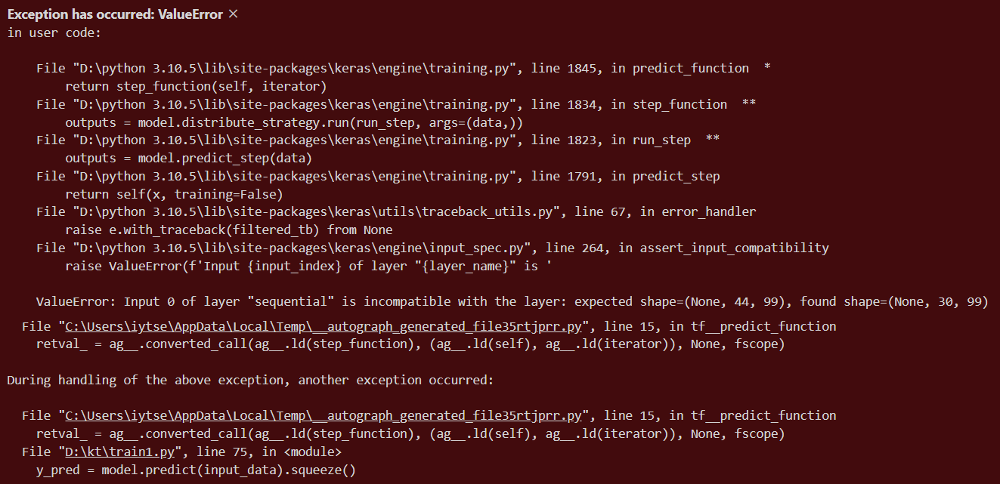 Exception has occurred: ValueError ×
in user code:
File "D:\python 3.10.5\lib\site-packages\keras\engine\training.py", line 1845, in predict_function  *
return step_function(self, iterator)
File "D:\python 3.10.5\lib\site-packages\keras\engine\training.py", line 1834, in step_function  **
outputs = model.distribute_strategy.run(run_step, args=(data,))
File "D:\python 3.10.5\lib\site-packages\keras\engine\training.py", line 1823, in run_step  **
outputs = model.predict_step(data)
File "D:\python 3.10.5\lib\site-packages\keras\engine\training.py", line 1791, in predict_step
return self(x, training=False)
File "D:\python 3.10.5\lib\site-packages\keras\utils\traceback_utils.py", line 67, in error_handler
raise e.with_traceback(filtered_tb) from None
File "D:\python 3.10.5\lib\site-packages\keras\engine\input_spec.py", line 264, in assert_input_compatibility
raise ValueError(f'Input {input_index} of layer "{layer_name}" is '
ValueError: Input 0 of layer "sequential" is incompatible with the layer: expected shape=(None, 44, 99), found shape=(None, 30, 99)
File "C:\Users\iytse\AppData\Local\Temp\__autograph_generated_file35rtjprr.py", line 15, in tf__predict_function
retval_ = ag__.converted_call(ag__.ld(step_function), (ag__.ld(self), ag__.ld(iterator)), None, fscope)
During handling of the above exception, another exception occurred:
File "C:\Users\iytse\AppData\Local\Temp\__autograph_generated_file35rtjprr.py", line 15, in tf__predict_function
retval_ = ag__.converted_call(ag__.ld(step_function), (ag__.ld(self), ag__.ld(iterator)), None, fscope)
File "D:\kt\train1.py", line 75, in <module>
y_pred = model.predict(input_data).squeeze()